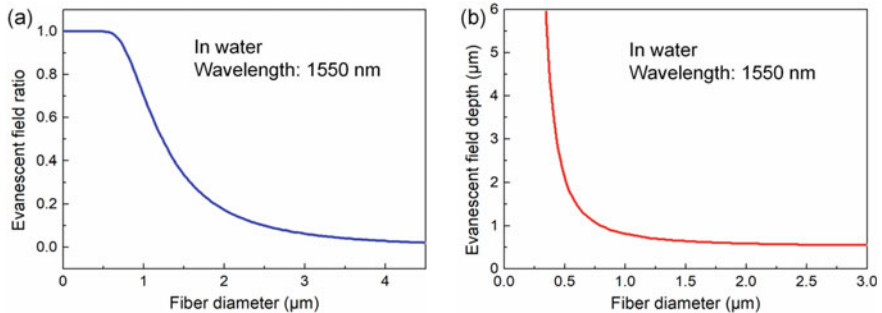 (a)
1.0
0.8
0.6
0.4
0.2
0.0
Evanescent field ratio
In water
Wavelength: 1550 nm
0
1
2
3
4
Fiber diameter (μm)
(b)
6
5
4
3
2
1
0
Evanescent field depth (μm)
In water
Wavelength: 1550 nm
0.0
0.5
1.0
1.5
2.0
2.5
3.0
Fiber diameter (μm)